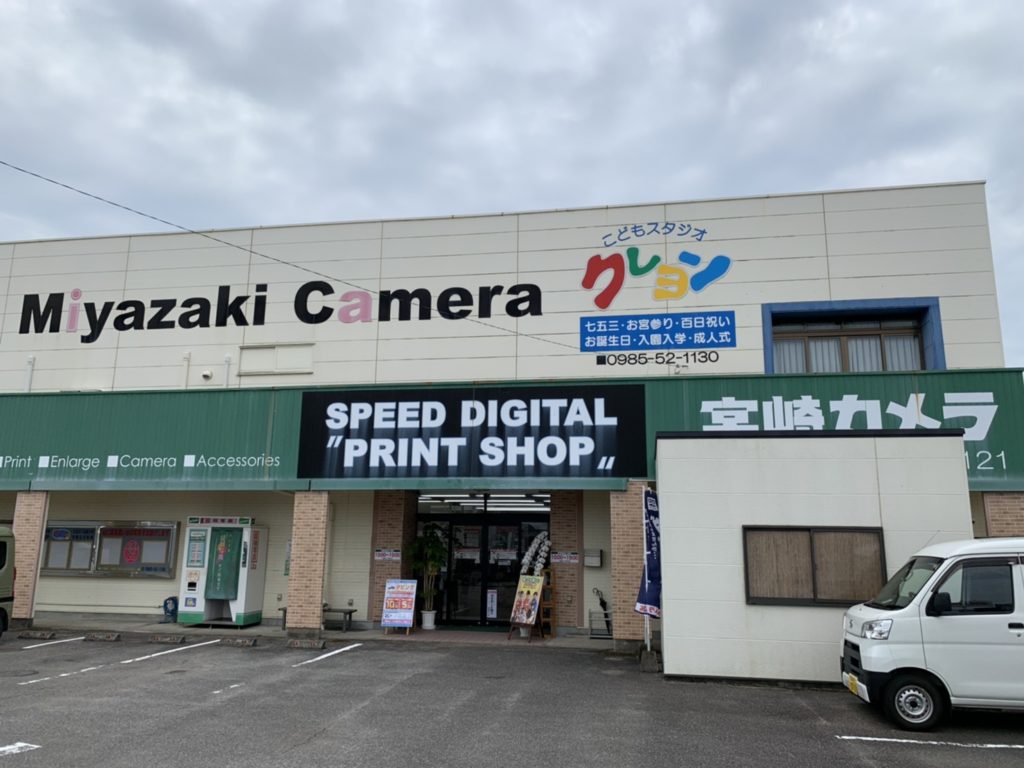 こどもスタジオ
クレヨン
Miyazaki Camera
七五三・お宮参り・百日祝い
お誕生日・入園入学・成人式
■0985-52-1130
SPEED DIGITAL
"PRINT SHOP"
宮崎カメラ
■Print ■Enlarge ■Camera ■Accessories
121